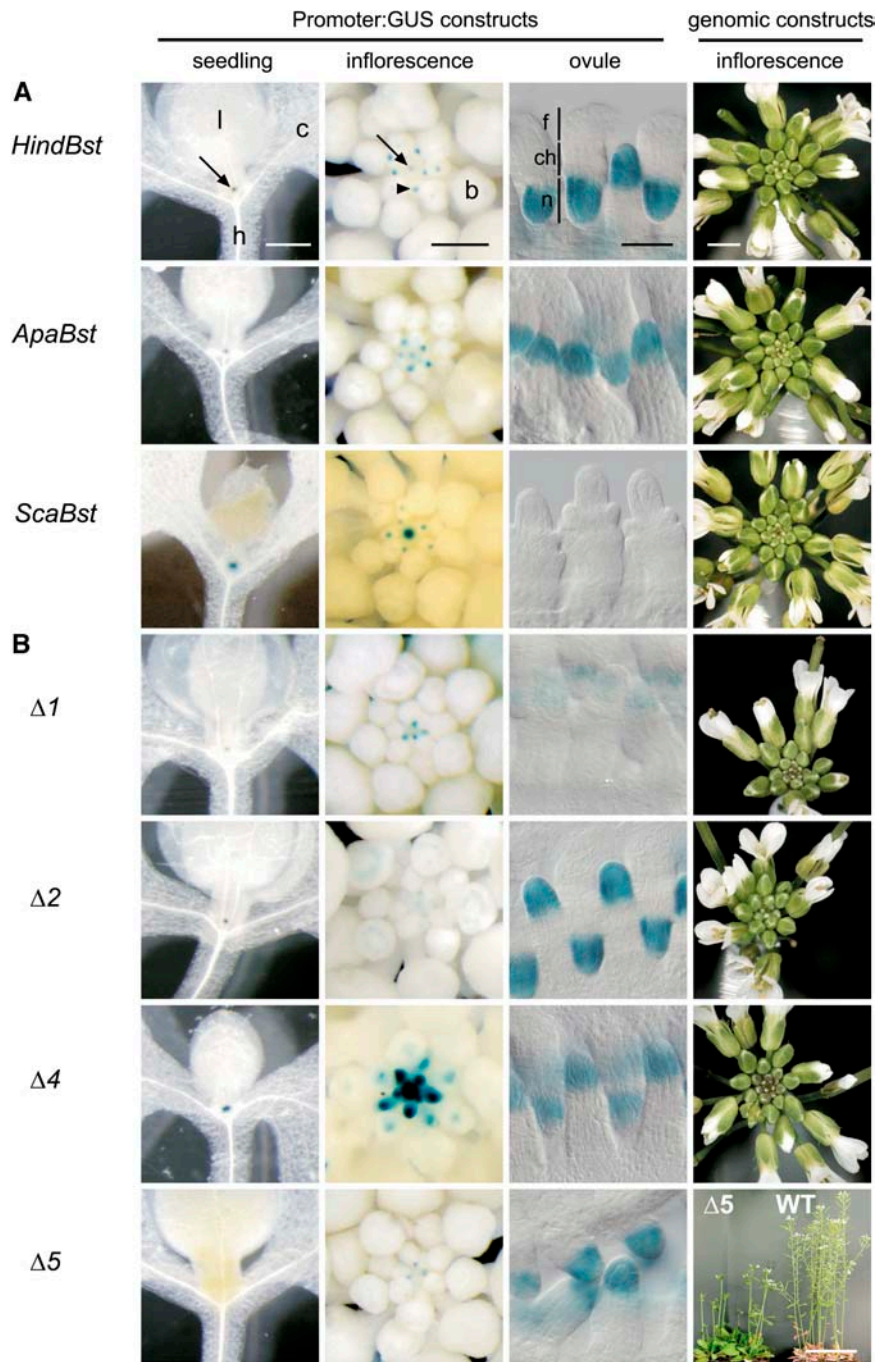 Promoter:GUS constructs genomic constructs
seedling inflorescence ovule inflorescence
A
HindBst
l
c
h
b
f
ch
n
ApaBst
ScaBst
B
Δ1
Δ2
Δ4
Δ5
Δ5 WT